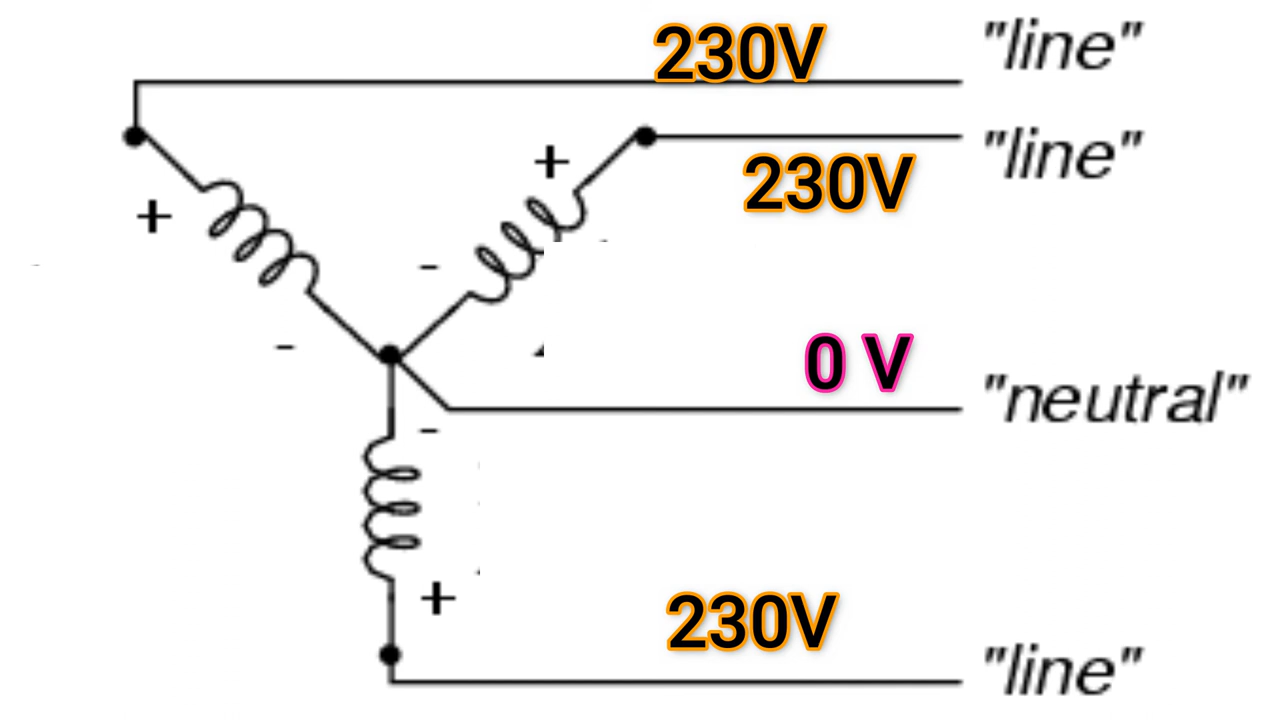 230V "line"
"line"
+ 230V
+
-
0 V
-
"neutral"
-
+
230V
"line"